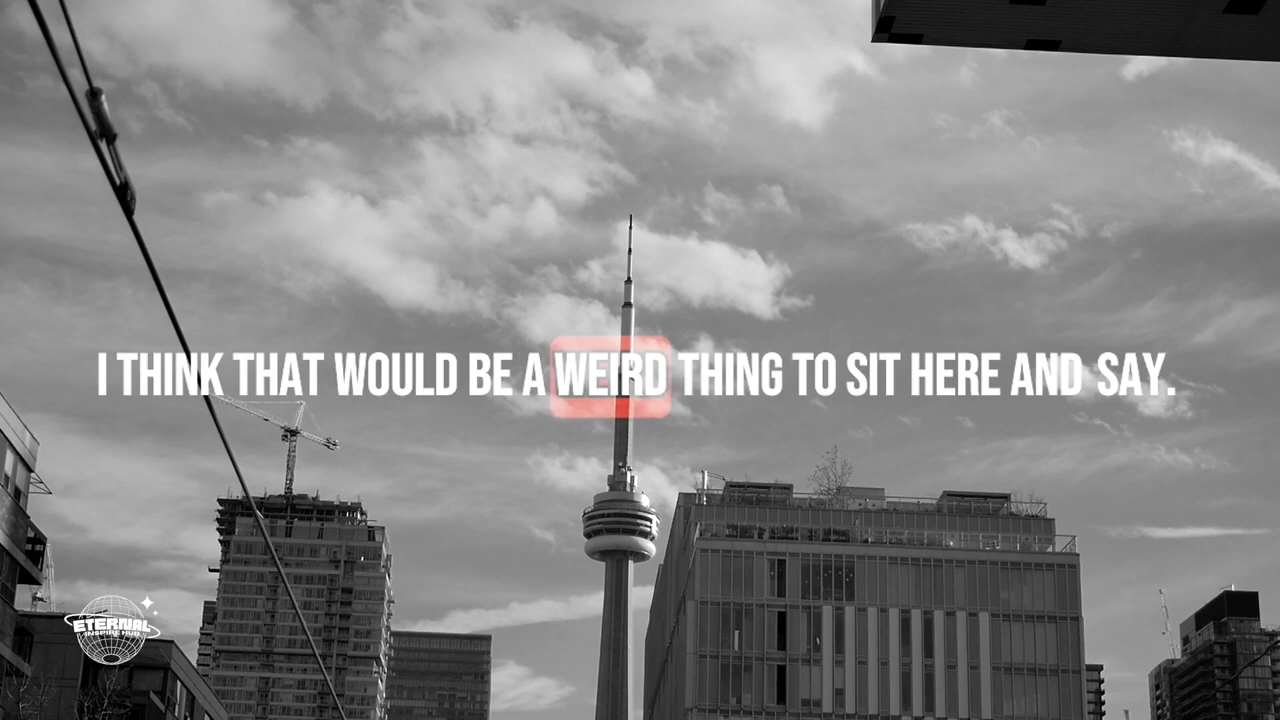 I THINK THAT WOULD BE A WEIRD THING TO SIT HERE AND SAY.
ETERNAL
INSPIRE HUB